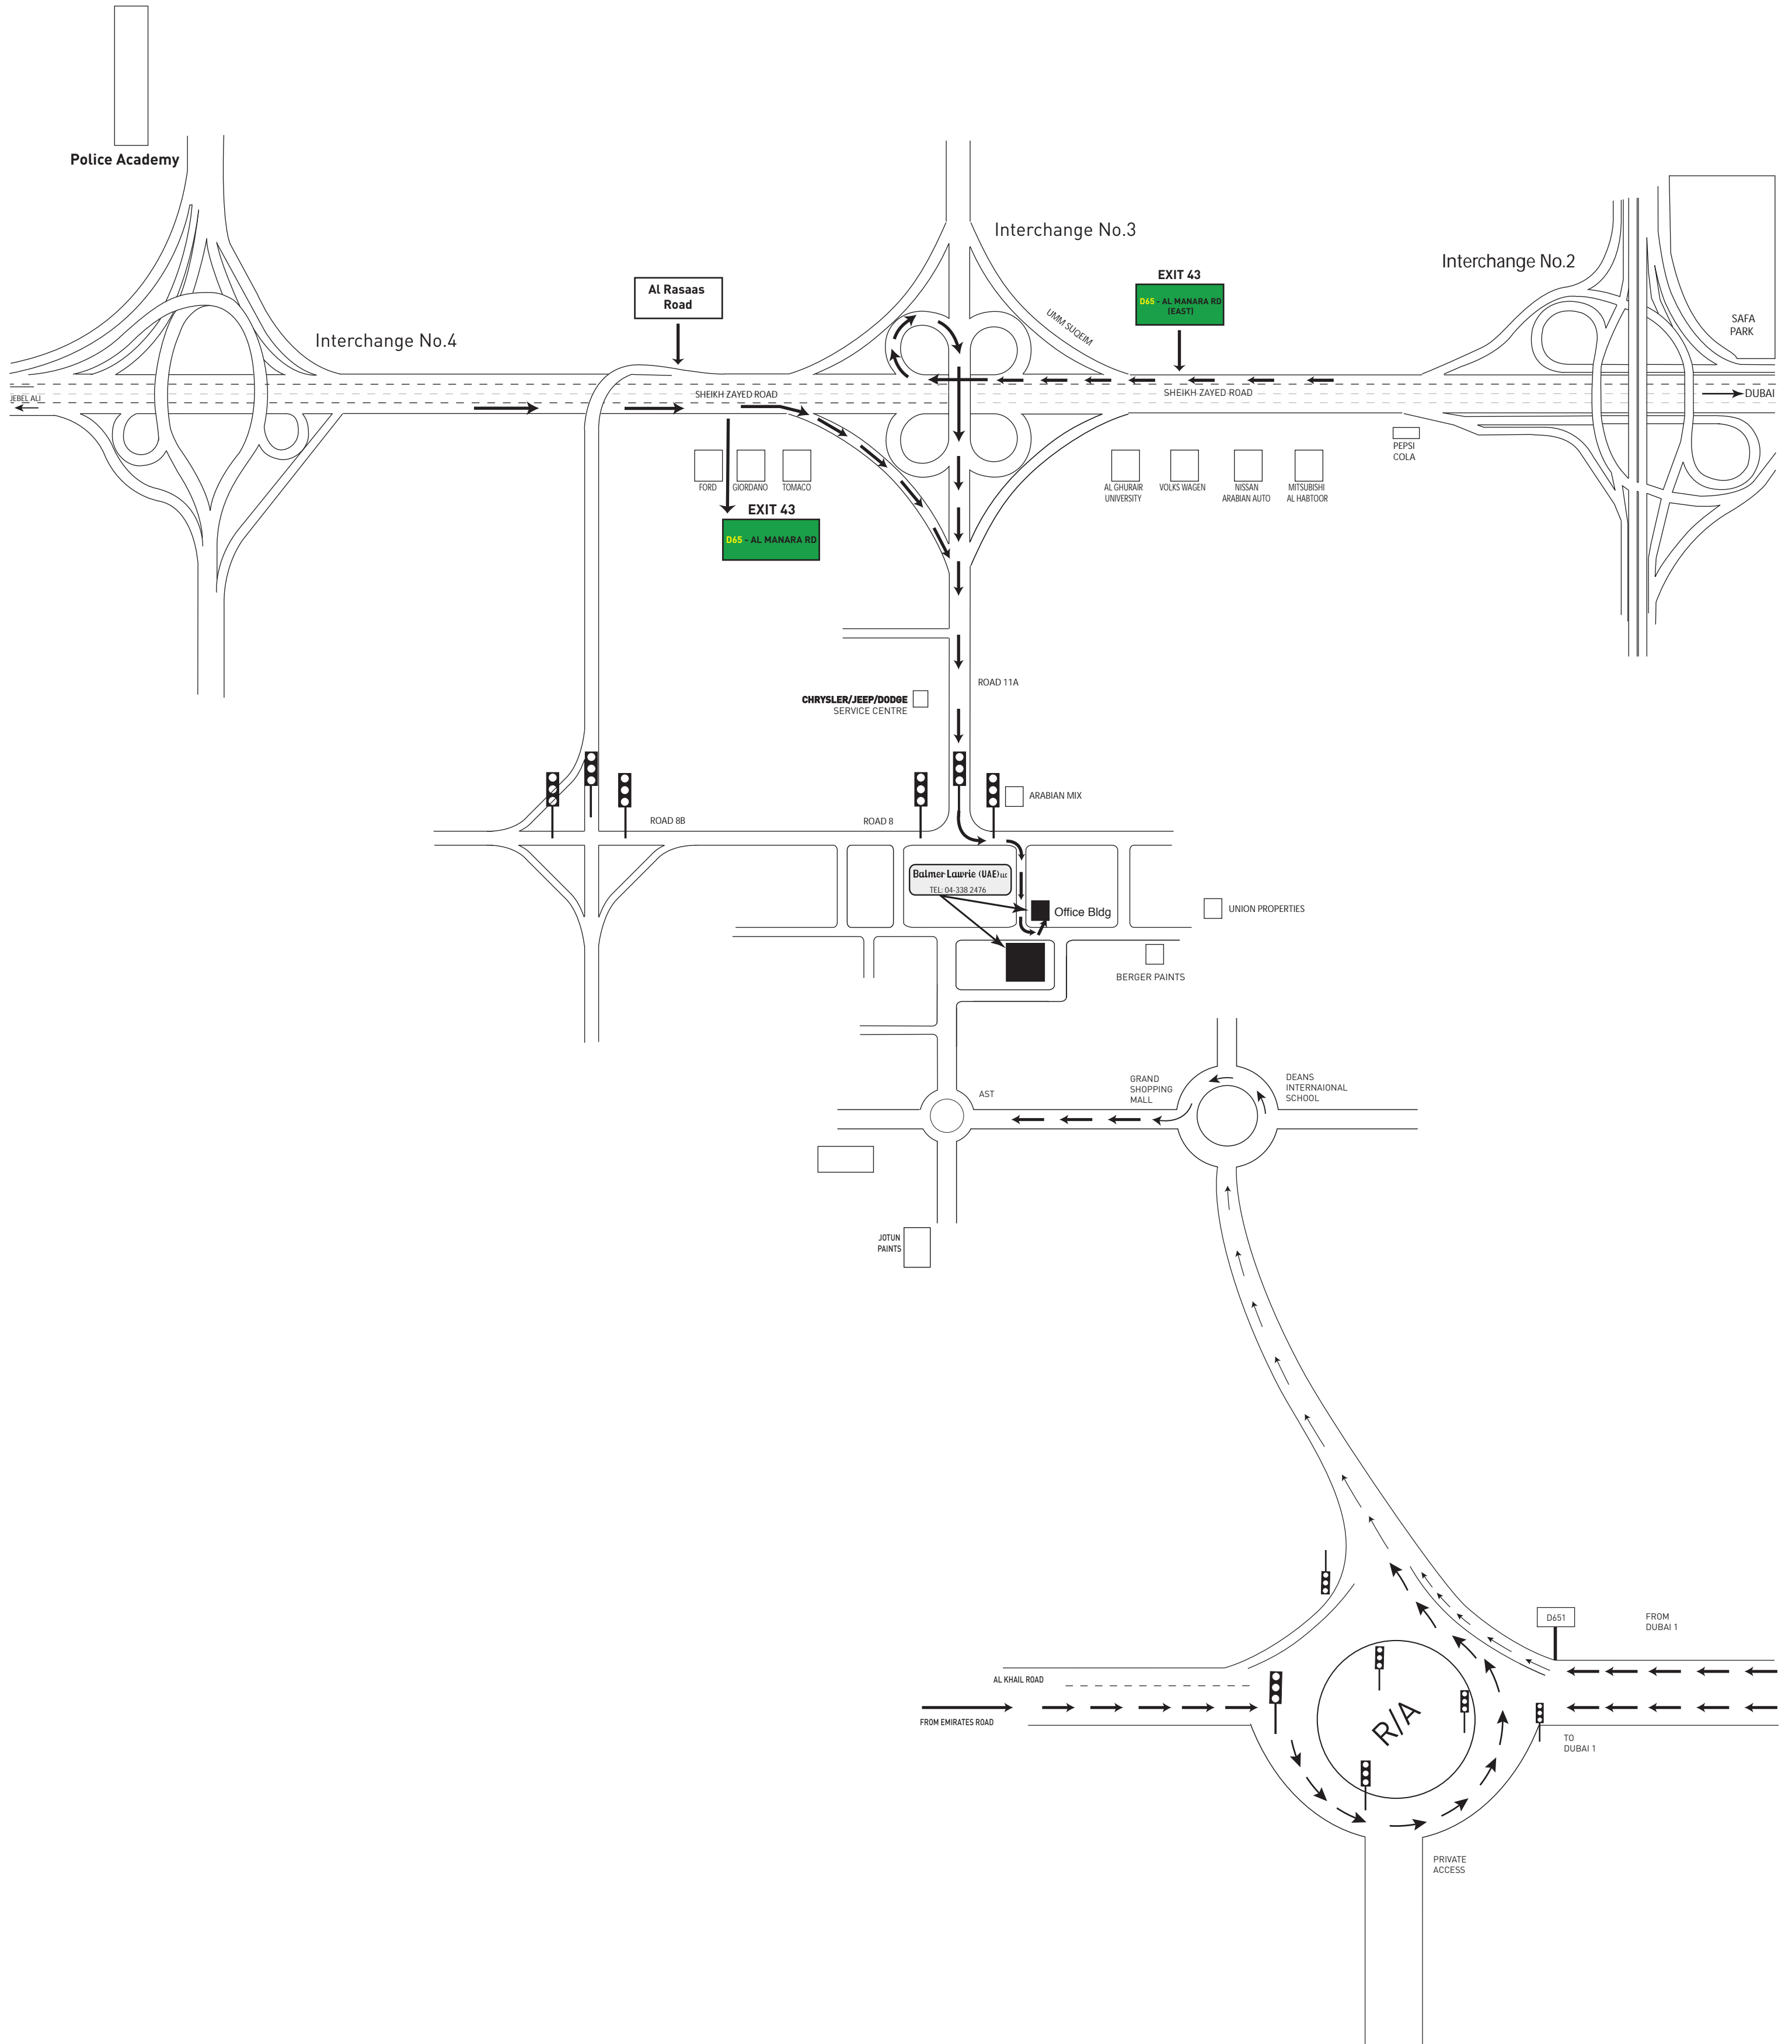 Police Academy
Interchange No.3
Interchange No.2
EXIT 43
D65 - AL MANARA RD
(EAST)
Al Rasaas
Road
UMM SUQEIM
SAFA
PARK
Interchange No.4
JEBEL ALI
SHEIKH ZAYED ROAD
SHEIKH ZAYED ROAD
DUBAI
PEPSI
COLA
FORD
GIORDANO
TOMACO
AL GHURAIR
UNIVERSITY
VOLKS WAGEN
NISSAN
ARABIAN AUTO
MITSUBISHI
AL HABTOOR
EXIT 43
D65 - AL MANARA RD
ROAD 11A
CHRYSLER/JEEP/DODGE
SERVICE CENTRE
ARABIAN MIX
ROAD 8B
ROAD 8
Balmer Lawrie (UAE) LLC
TEL: 04-338 2476
Office Bldg
UNION PROPERTIES
BERGER PAINTS
AST
GRAND
SHOPPING
MALL
DEANS
INTERNAIONAL
SCHOOL
JOTUN
PAINTS
D651
FROM
DUBAI 1
AL KHAIL ROAD
FROM EMIRATES ROAD
R/A
TO
DUBAI 1
PRIVATE
ACCESS